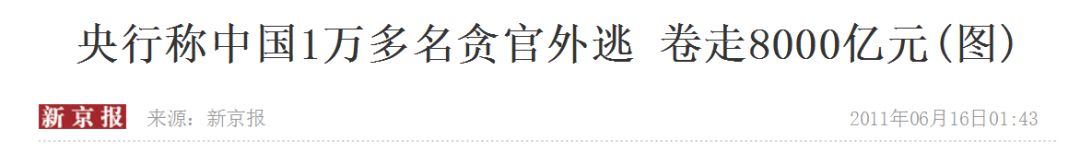 央行称中国1万多名贪官外逃 卷走8000亿元(图)
新京报 来源：新京报 2011年06月16日01:43